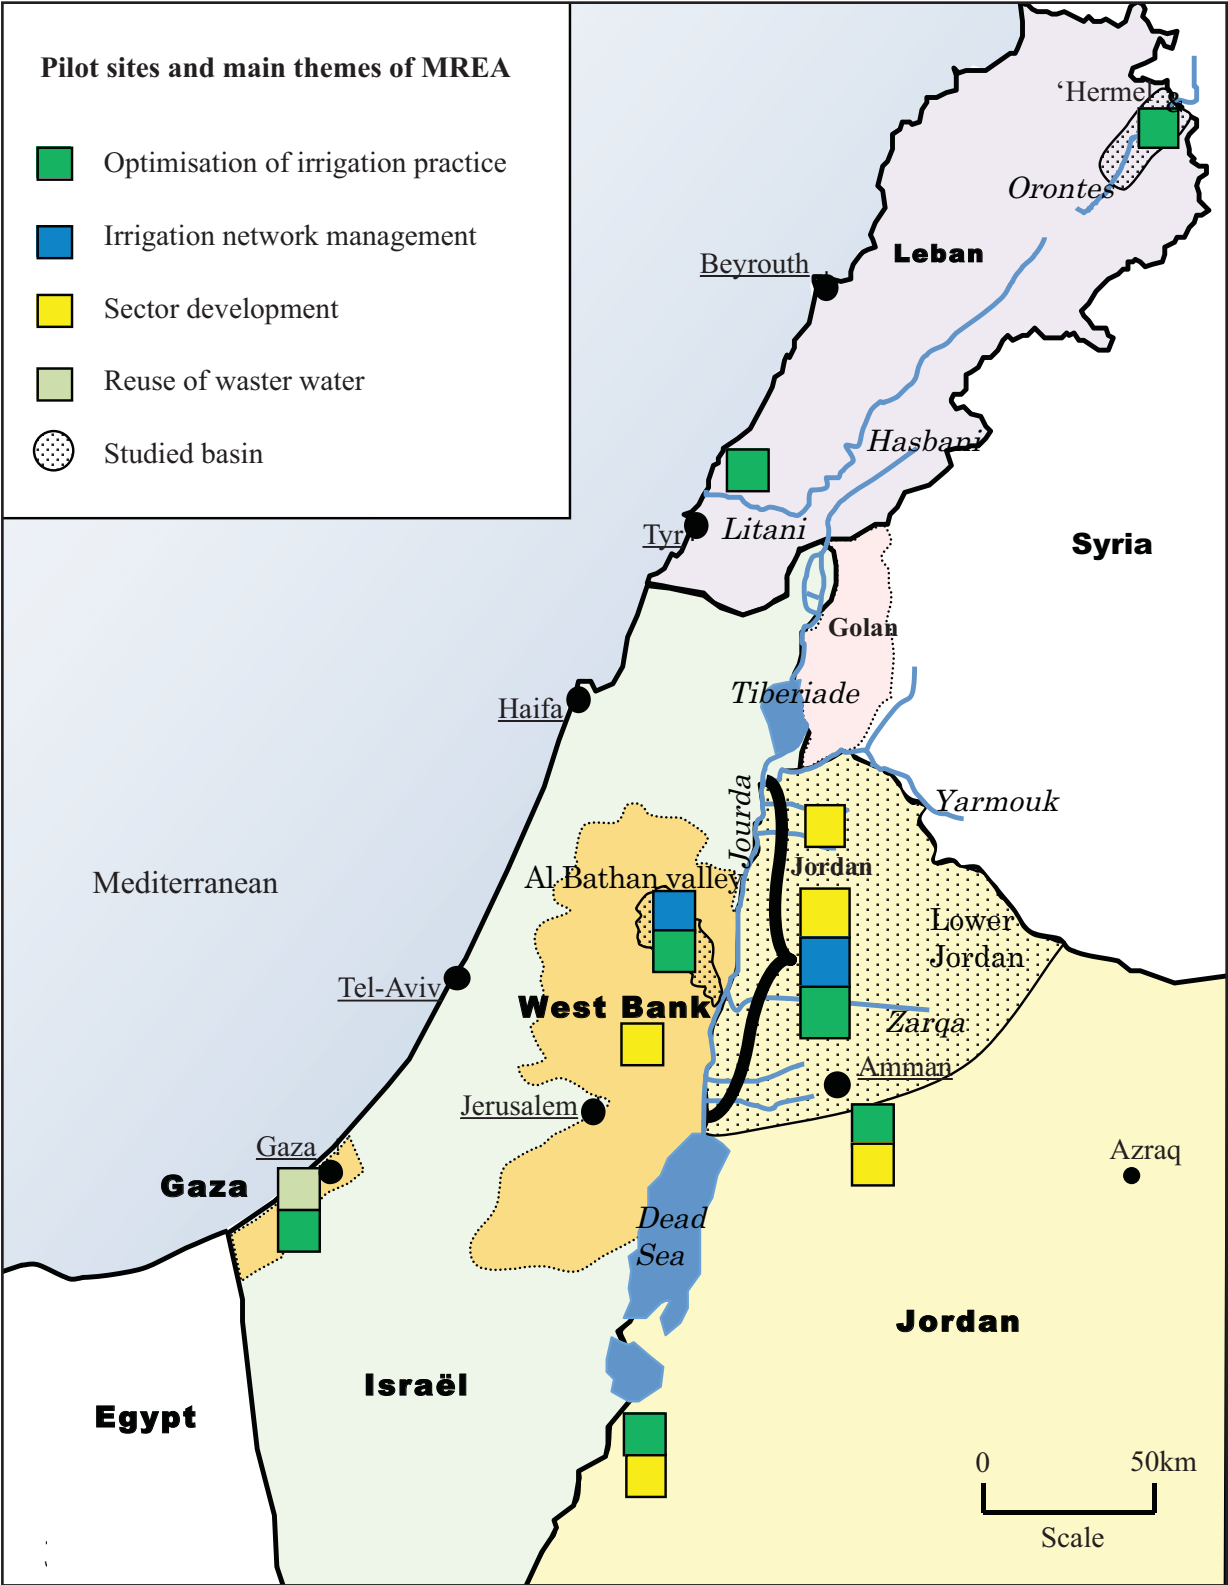 Pilot sites and main themes of MREA
Optimisation of irrigation practice
Irrigation network management
Sector development
Reuse of waster water
Studied basin
‘Hermel &
Orontes
Leban
Beyrouth
Hasbani
Tyr
Litani
Syria
Golan
Tiberiade
Haifa
Jourda
Yarmouk
Jordan
Al Bathan valley
Mediterranean
Lower
Jordan
Tel-Aviv
West Bank
Zarqa
Amman
Jerusalem
Gaza
Azraq
Gaza
Dead
Sea
Jordan
Israël
Egypt
0 50km
Scale